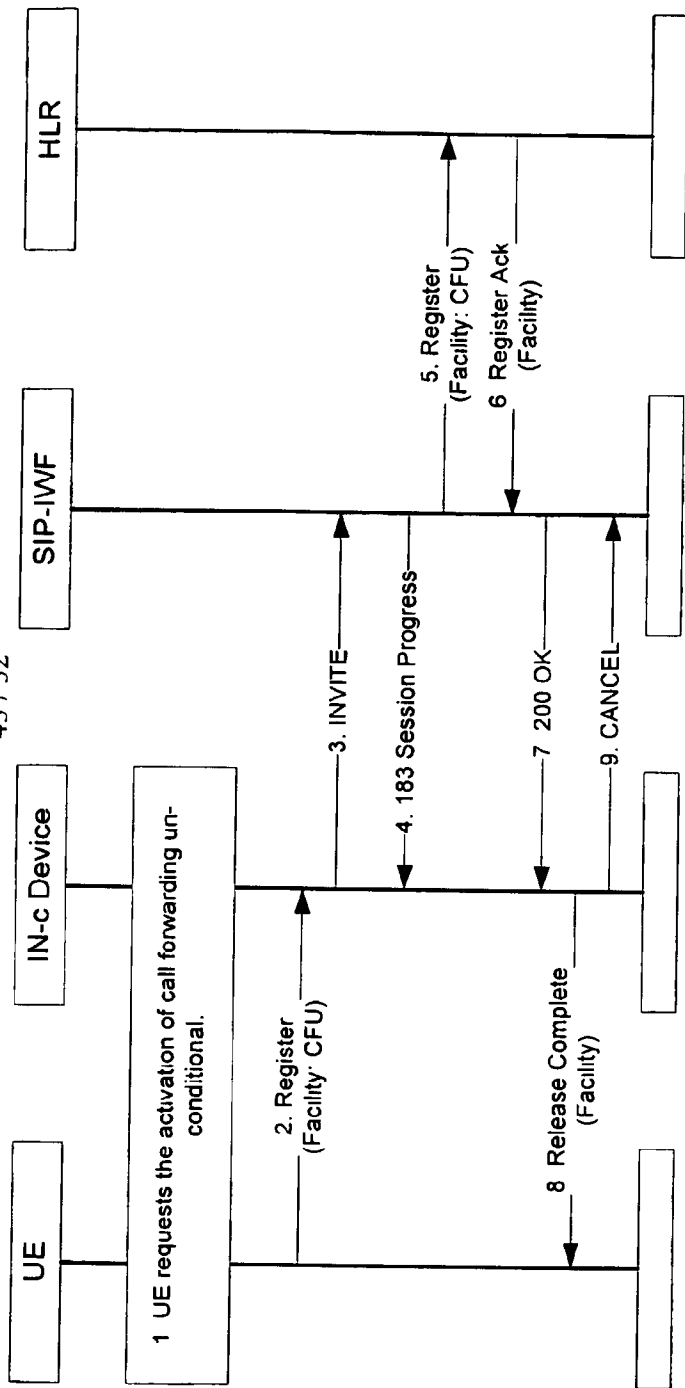 UE
IN-c Device
SIP-IWF
HLR
1 UE requests the activation of call forwarding un-
conditional.
2. Register
(Facility: CFU)
3. INVITE
4. 183 Session Progress
5. Register
(Facility: CFU)
6 Register Ack
(Facility)
7 200 OK
8 Release Complete
(Facility)
9. CANCEL